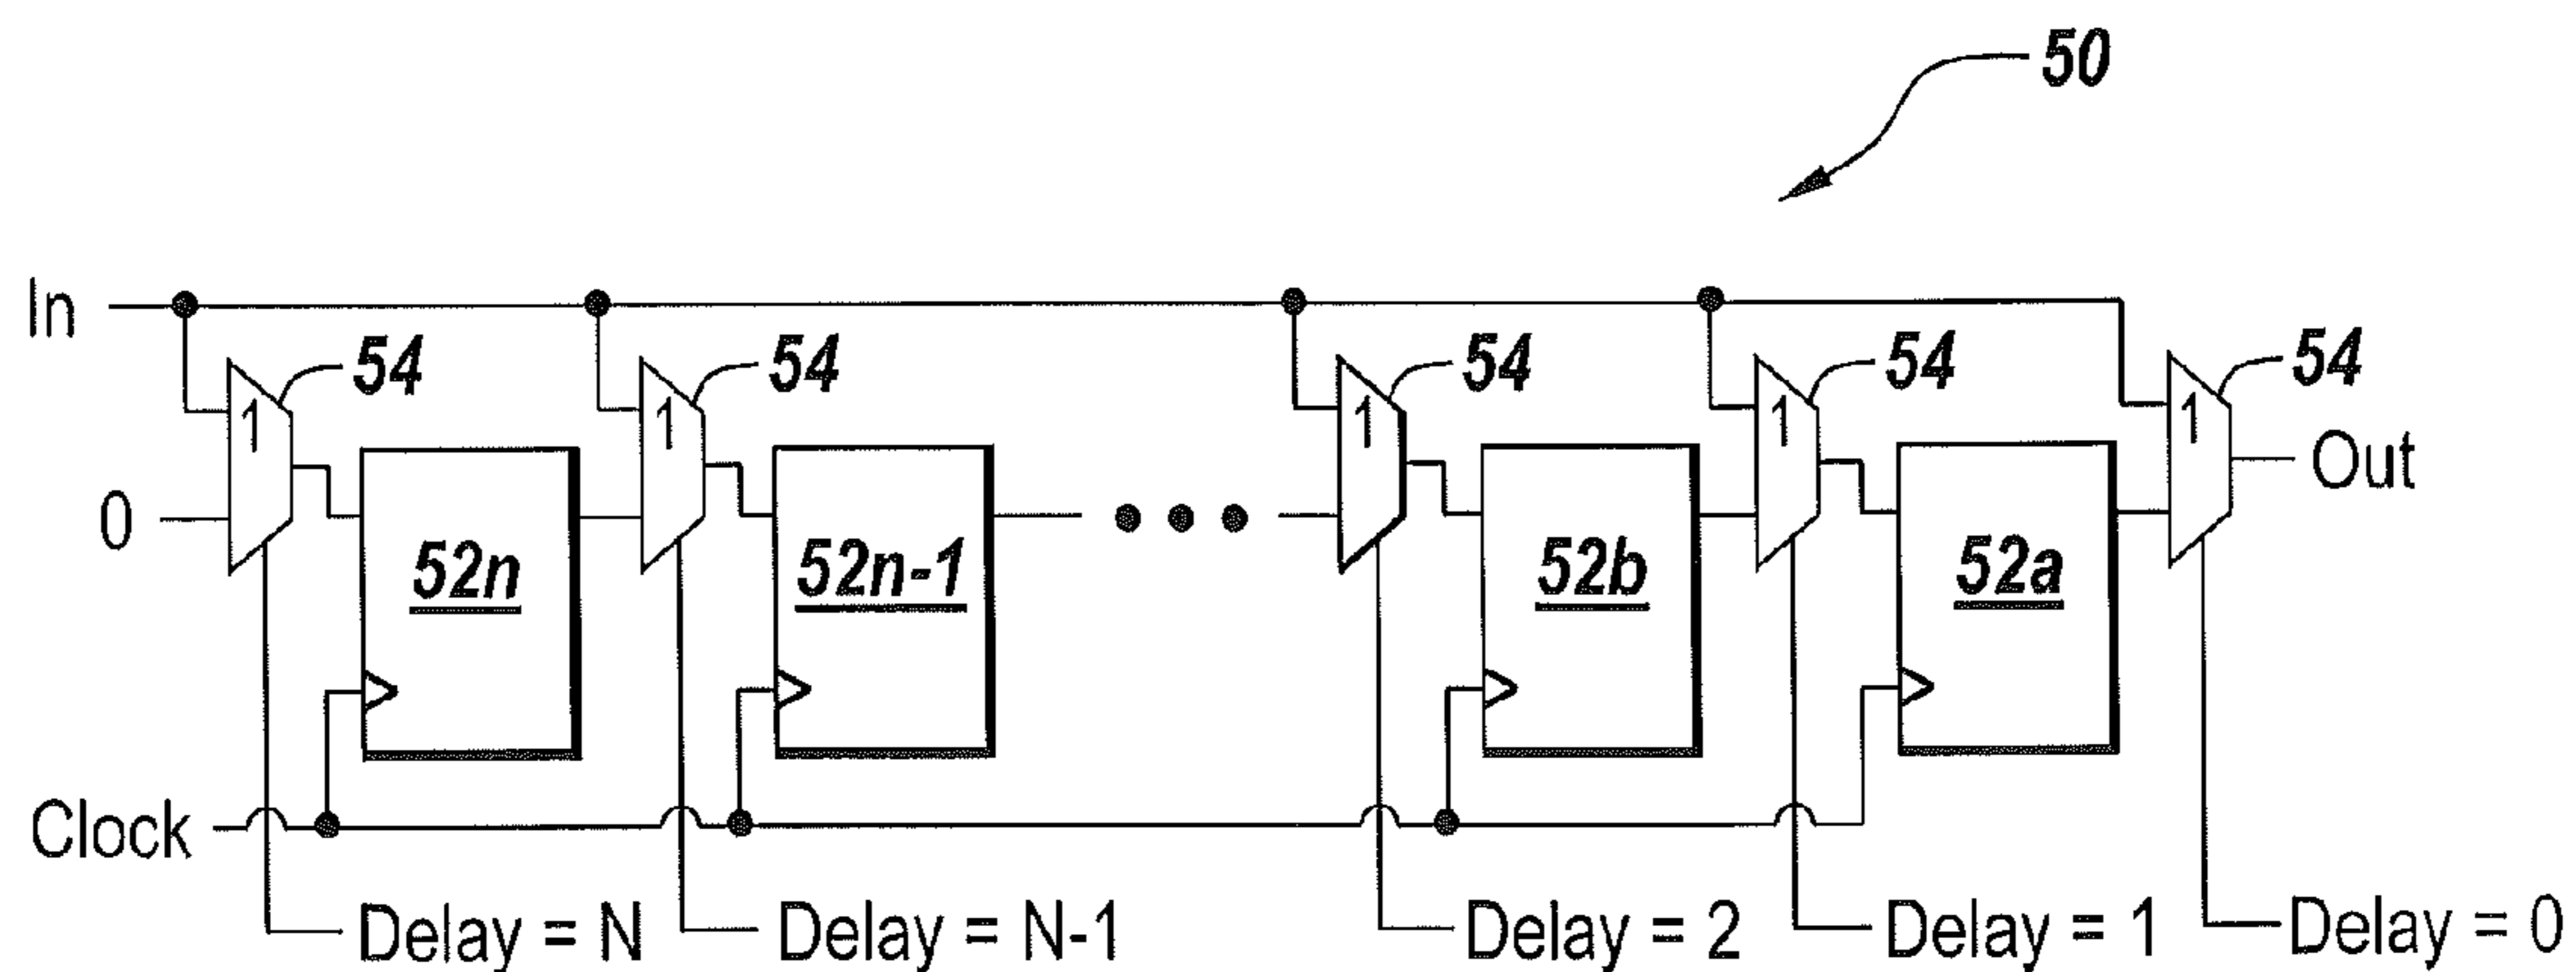 50
In
54
54
54
54
54
1
1
1
1
1
0
Out
52n
52n-1
52b
52a
Clock
Delay = N
Delay = N-1
Delay = 2
Delay = 1
Delay = 0